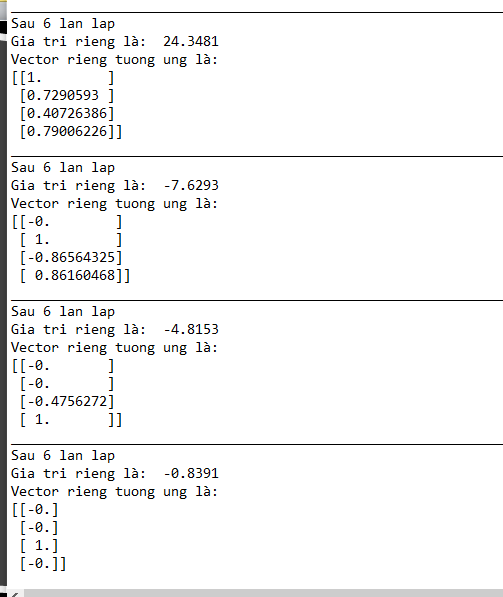 Sau 6 lan lap
Gia tri rieng là:  24.3481
Vector rieng tuong ung là:
[[1.        ]
 [0.7290593 ]
 [0.40726386]
 [0.79006226]]
Sau 6 lan lap
Gia tri rieng là:  -7.6293
Vector rieng tuong ung là:
[[-0.        ]
 [ 1.        ]
 [-0.86564325]
 [ 0.86160468]]
Sau 6 lan lap
Gia tri rieng là:  -4.8153
Vector rieng tuong ung là:
[[-0.       ]
 [-0.       ]
 [-0.4756272]
 [ 1.       ]]
Sau 6 lan lap
Gia tri rieng là:  -0.8391
Vector rieng tuong ung là:
[[-0.]
 [-0.]
 [ 1.]
 [-0.]]